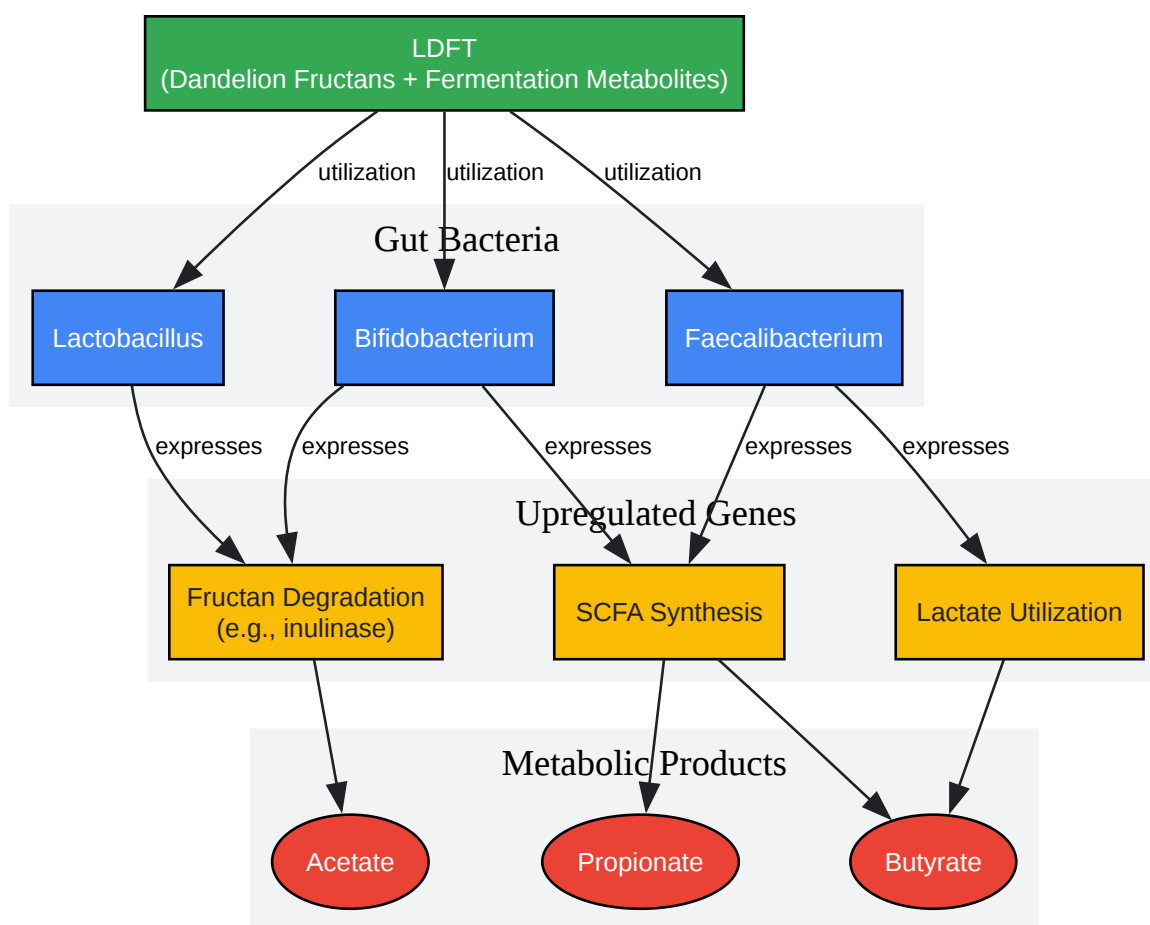 LDFT
(Dandelion Fructans + Fermentation Metabolites)
utilization
utilization
utilization
Gut Bacteria
Lactobacillus
Bifidobacterium
Faecalibacterium
expresses
expresses
expresses
expresses
expresses
Upregulated Genes
Fructan Degradation
(e.g., inulinase)
SCFA Synthesis
Lactate Utilization
Metabolic Products
Acetate
Propionate
Butyrate